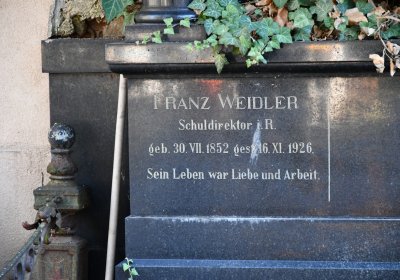 FRANZ WEIDLER
Schuldirektor i.R.
geb. 30. VII. 1852 gest. 16. XI. 1926.
Sein Leben war Liebe und Arbeit.